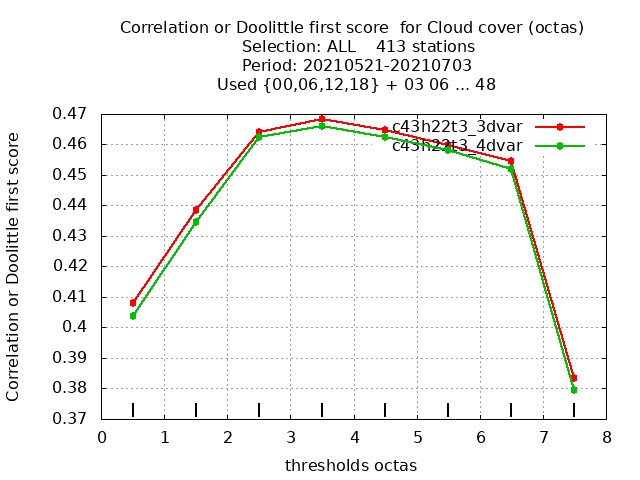 Correlation or Doolittle first score  for Cloud cover (octas)
Selection: ALL    413 stations
Period: 20210521-20210703
Used {00,06,12,18} + 03 06 ... 48
Correlation or Doolittle first score
c43h22t3_3dvar
c43h22t3_4dvar
0.47
0.46
0.45
0.44
0.43
0.42
0.41
0.4
0.39
0.38
0.37
0 1 2 3 4 5 6 7 8
thresholds octas